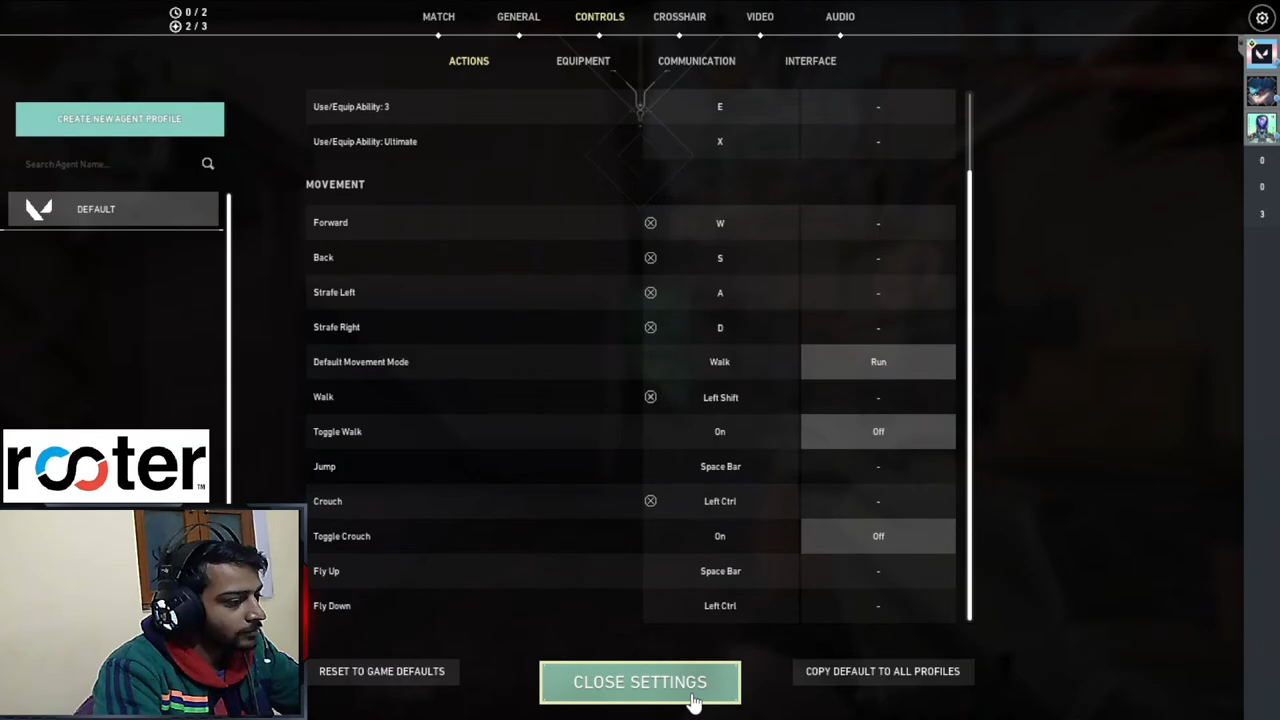 0 / 2
2 / 3
MATCH GENERAL CONTROLS CROSSHAIR VIDEO AUDIO
ACTIONS EQUIPMENT COMMUNICATION INTERFACE
CREATE NEW AGENT PROFILE
Search Agent Name...
DEFAULT
Use/Equip Ability: 3 E -
Use/Equip Ability: Ultimate X -
MOVEMENT
Forward W -
Back S -
Strafe Left A -
Strafe Right D -
Default Movement Mode Walk Run
Walk Left Shift -
Toggle Walk On Off
Jump Space Bar -
Crouch Left Ctrl -
Toggle Crouch On Off
Fly Up Space Bar -
Fly Down Left Ctrl -
RESET TO GAME DEFAULTS
CLOSE SETTINGS
COPY DEFAULT TO ALL PROFILES
rooter™
0
0
3